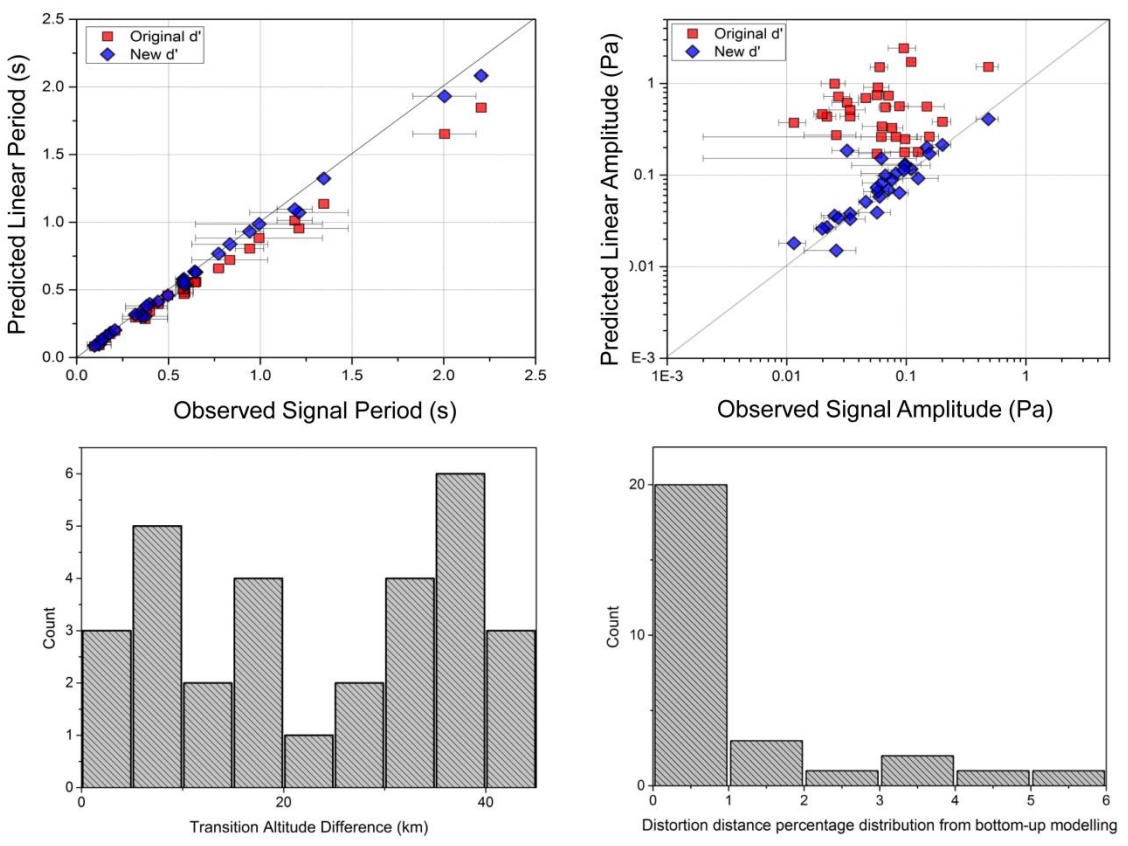 Predicted Linear Period (s)
2.5
2.0
1.5
1.0
0.5
0.0
Original d'
New d'
0.0 0.5 1.0 1.5 2.0 2.5
Observed Signal Period (s)
Predicted Linear Amplitude (Pa)
1
0.1
0.01
E-3
Original d'
New d'
1E-3 0.01 0.1 1
Observed Signal Amplitude (Pa)
Count
6
5
4
3
2
1
0
0 20 40
Transition Altitude Difference (km)
Count
20
10
0
0 1 2 3 4 5 6
Distortion distance percentage distribution from bottom-up modelling